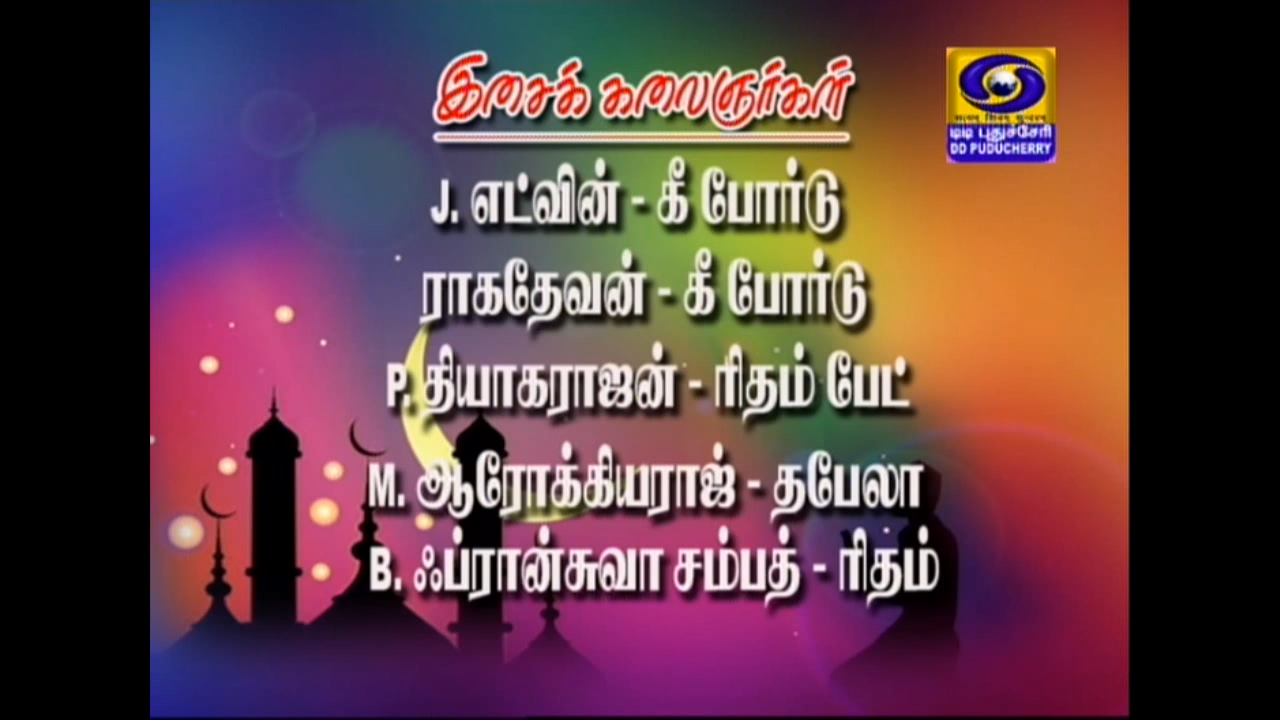 இசைக் கலைஞர்கள்
டிடி புதுச்சேரி
DD PUDUCHERRY
J. எட்வின் - கீ போர்டு
ராகதேவன் - கீ போர்டு
P. தியாகராஜன் - ரிதம் பேட்
M. ஆரோக்கியராஜ் - தபேலா
B. ஃப்ரான்சுவா சம்பத் - ரிதம்